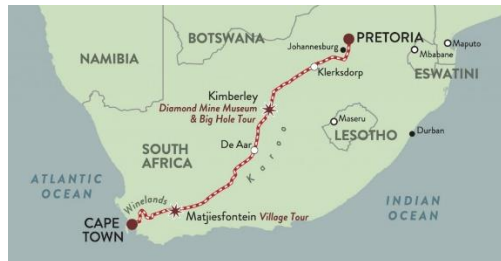 NAMIBIA
BOTSWANA
PRETORIA
Johannesburg
Maputo
Mbabane
ESWATINI
Klerksdorp
Kimberley
Diamond Mine Museum
& Big Hole Tour
Maseru
LESOTHO
Durban
SOUTH
AFRICA
De Aar
Karoo
ATLANTIC
OCEAN
INDIAN
OCEAN
Winelands
CAPE
TOWN
Matjiesfontein Village Tour